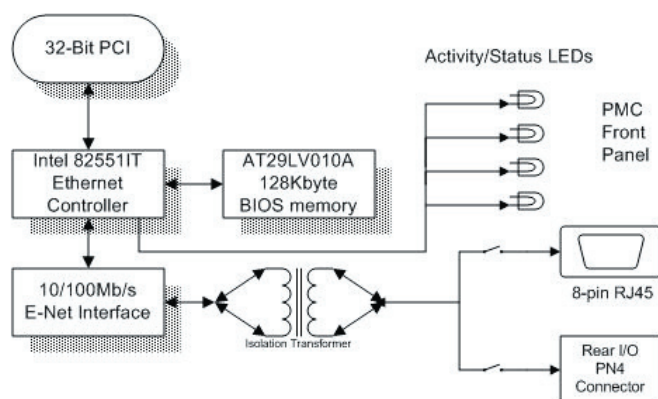 32-Bit PCI
Activity/Status LEDs
PMC
Front
Panel
Intel 82551IT
Ethernet
Controller
AT29LV010A
128Kbyte
BIOS memory
10/100Mb/s
E-Net Interface
Isolation Transformer
8-pin RJ45
Rear I/O
PN4
Connector